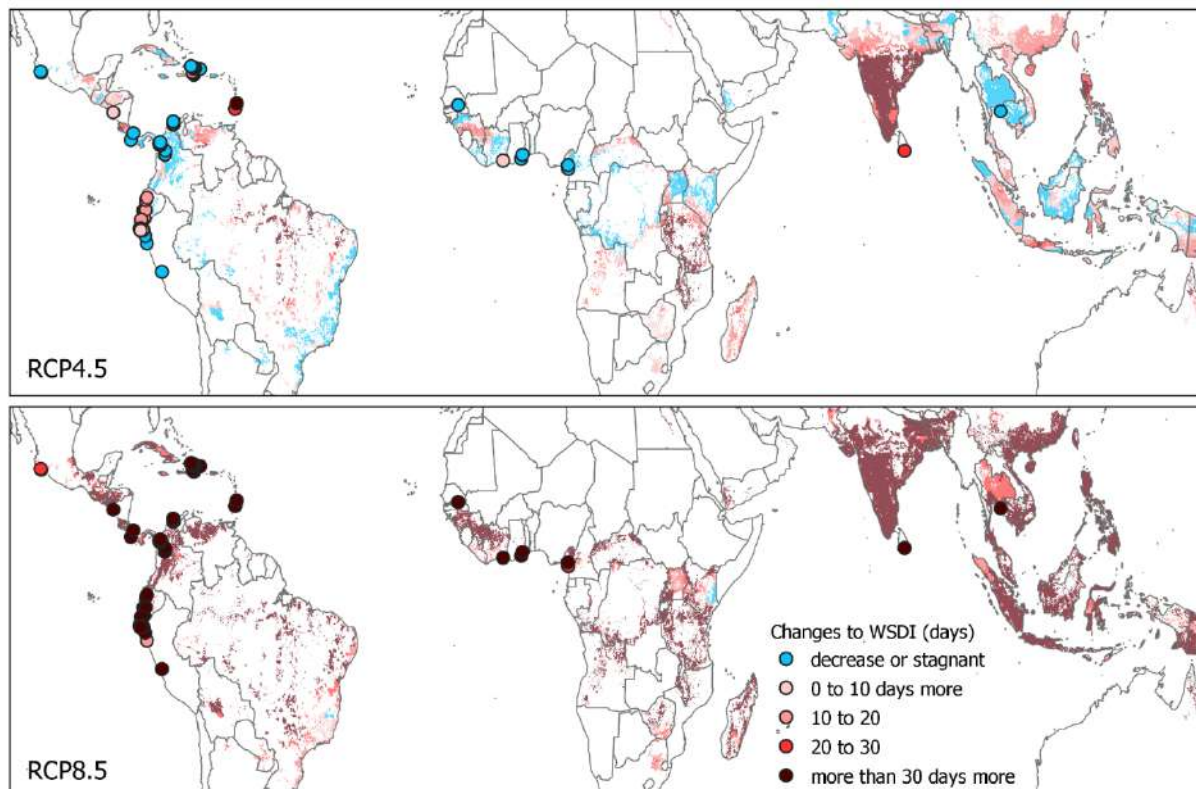 RCP4.5
RCP8.5
Changes to WSDI (days)
decrease or stagnant
0 to 10 days more
10 to 20
20 to 30
more than 30 days more